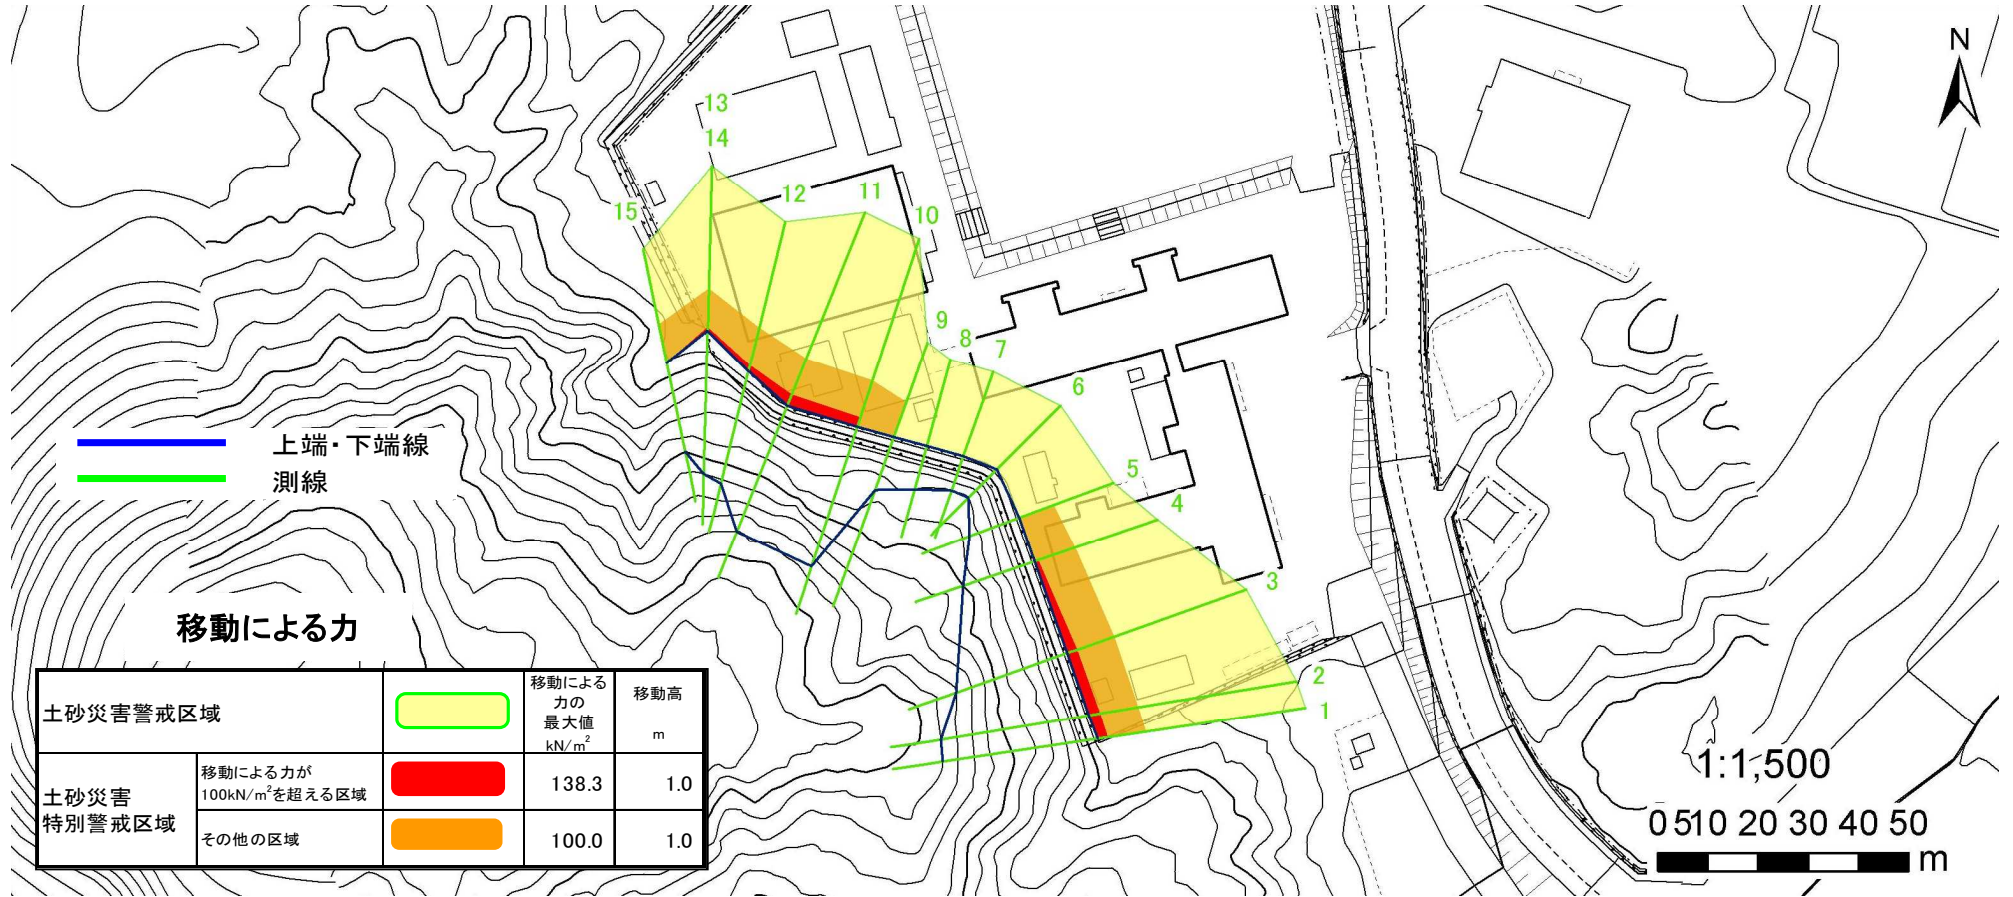 N
13
14
12
11
10
15
9
8
7
6
5
4
3
2
1
上端・下端線
測線
移動による力
土砂災害警戒区域
移動による
力の
最大値
kN/m²
移動高
m
土砂災害
特別警戒区域
移動による力が
100kN/m²を超える区域
138.3
1.0
その他の区域
100.0
1.0
1:1,500
0 5 10 20 30 40 50
m